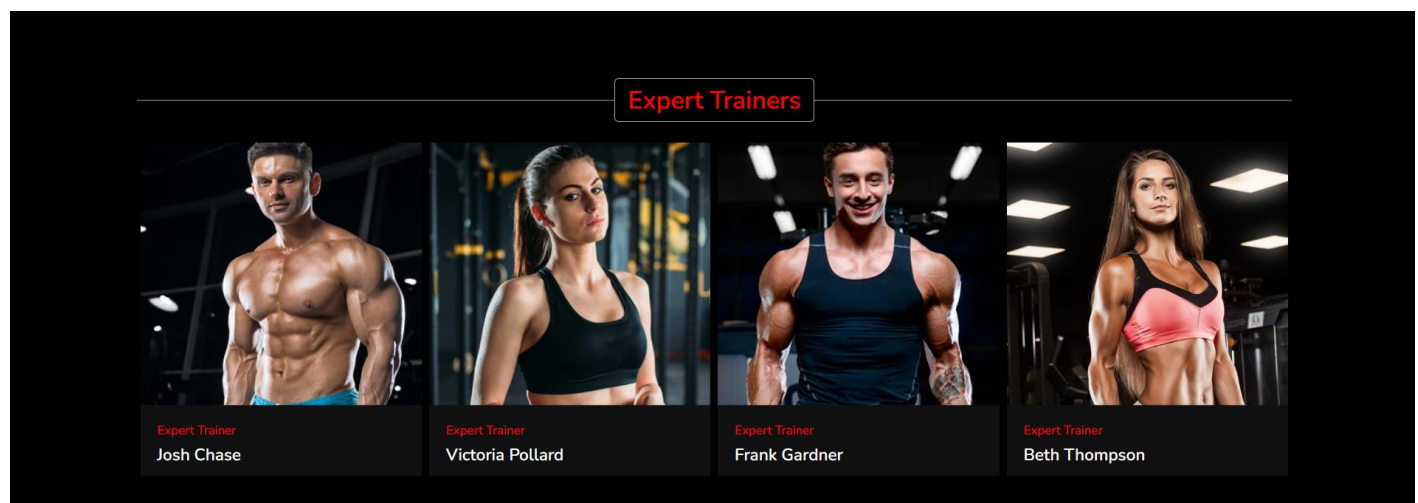 Expert Trainers
Expert Trainer
Josh Chase
Expert Trainer
Victoria Pollard
Expert Trainer
Frank Gardner
Expert Trainer
Beth Thompson